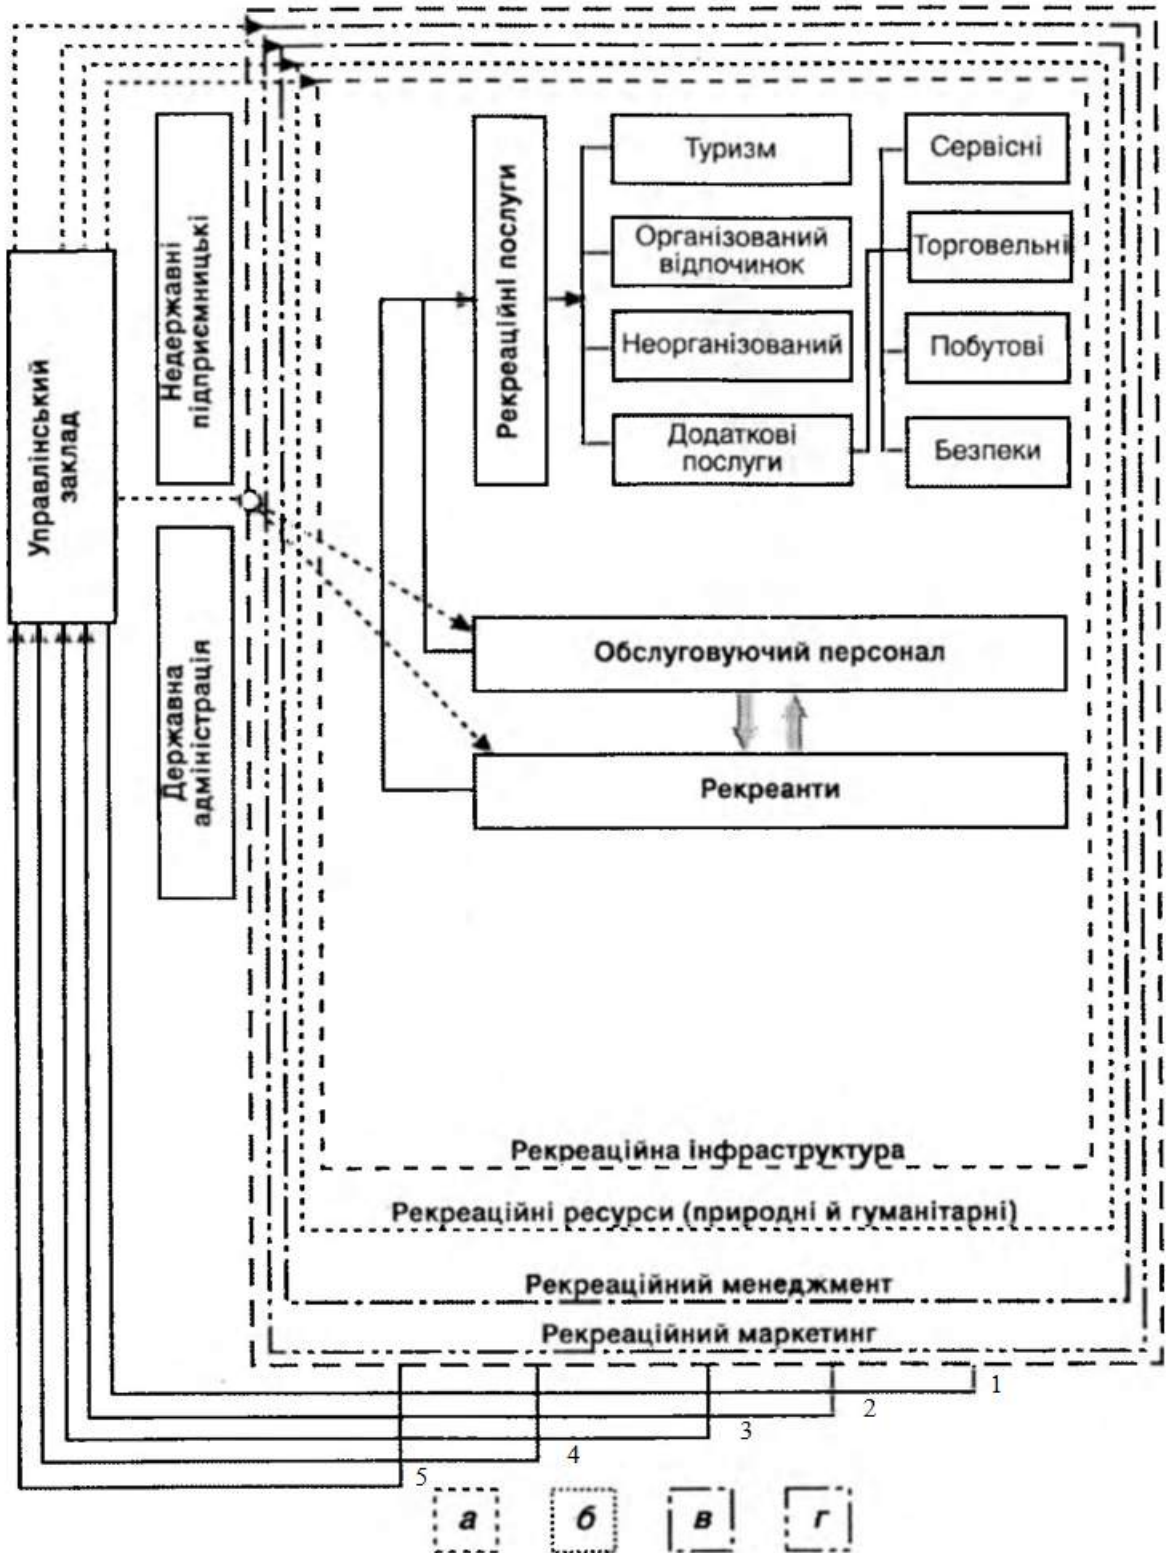 Управлінський
заклад
Недержавні
підприємницькі
Державна
адміністрація
Рекреаційні послуги
Туризм
Організований
відпочинок
Неорганізований
Додаткові
послуги
Сервісні
Торговельні
Побутові
Безпеки
Обслуговуючий персонал
Рекреанти
Рекреаційна інфраструктура
Рекреаційні ресурси (природні й гуманітарні)
Рекреаційний менеджмент
Рекреаційний маркетинг
1
2
3
4
5
а
б
в
г